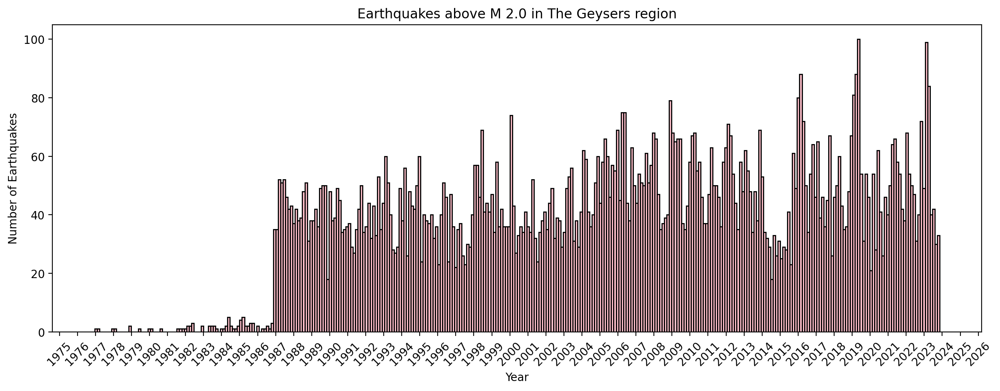 Earthquakes above M 2.0 in The Geysers region
Number of Earthquakes
100
80
60
40
20
0
1975 1976 1977 1978 1979 1980 1981 1982 1983 1984 1985 1986 1987 1988 1989 1990 1991 1992 1993 1994 1995 1996 1997 1998 1999 2000 2001 2002 2003 2004 2005 2006 2007 2008 2009 2010 2011 2012 2013 2014 2015 2016 2017 2018 2019 2020 2021 2022 2023 2024 2025 2026
Year